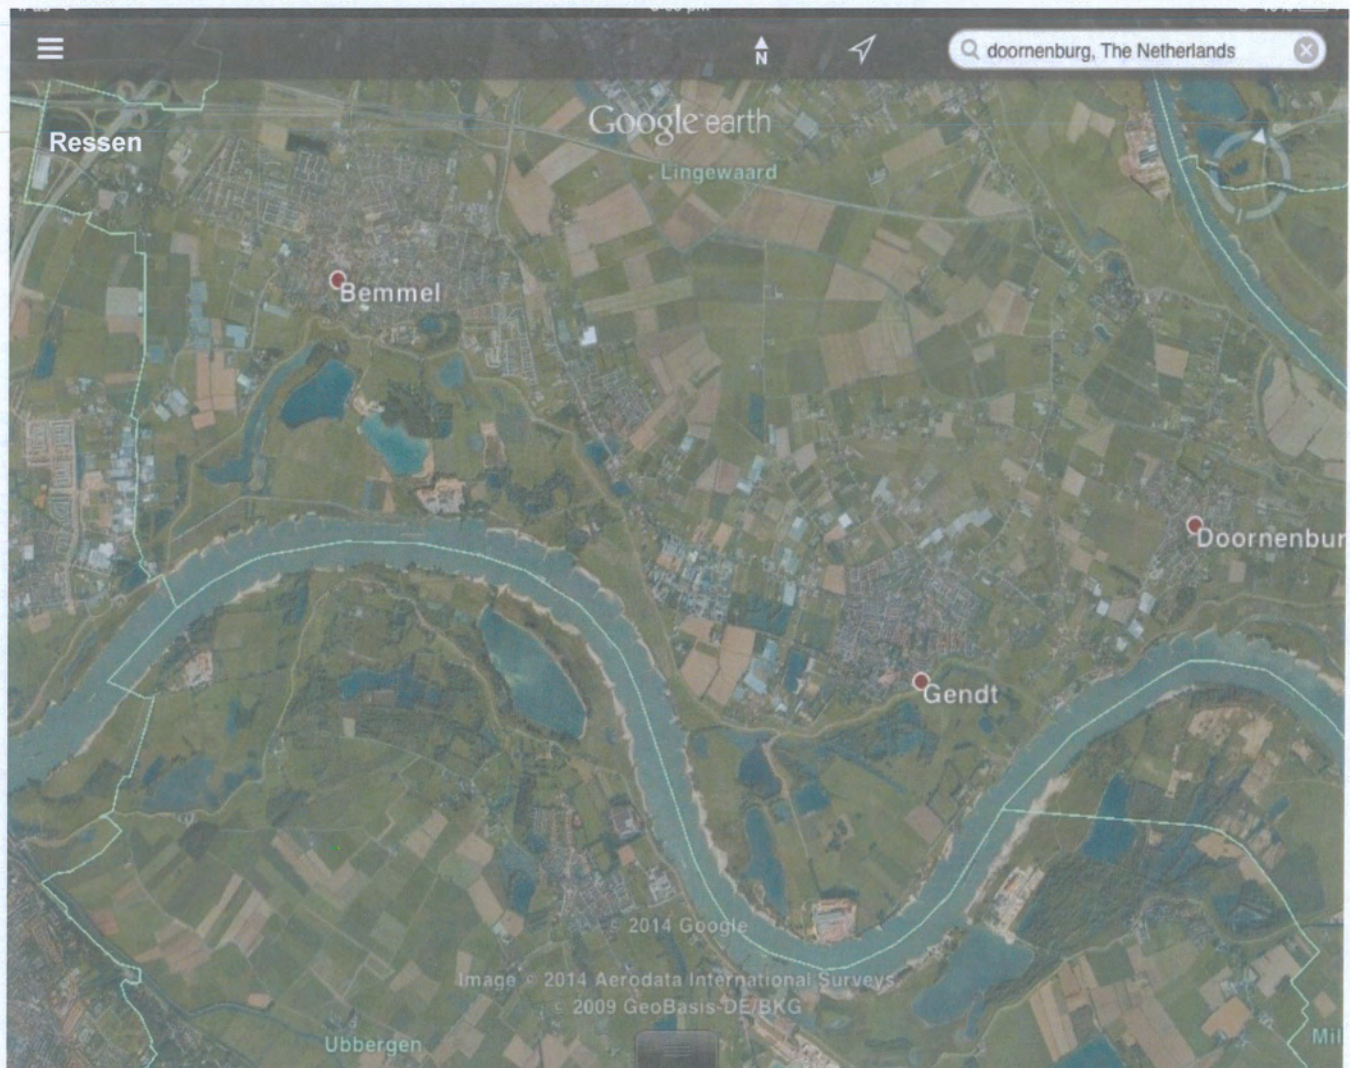 N
doornenburg, The Netherlands
Google earth
Ressen
Lingewaard
Bemmel
Doornenbur
Gendt
© 2014 Google
Image © 2014 Aerodata International Surveys
© 2009 GeoBasis-DE/BKG
Ubbergen
Mil